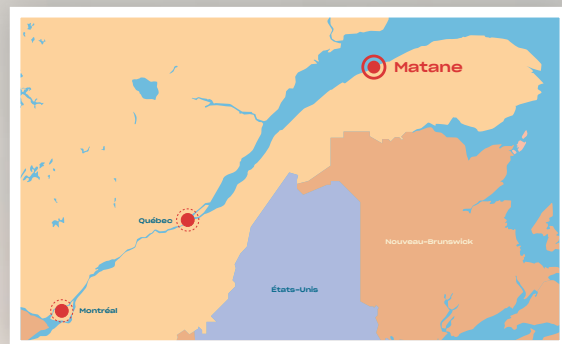 Matane
Québec
Nouveau-Brunswick
États-Unis
Montréal